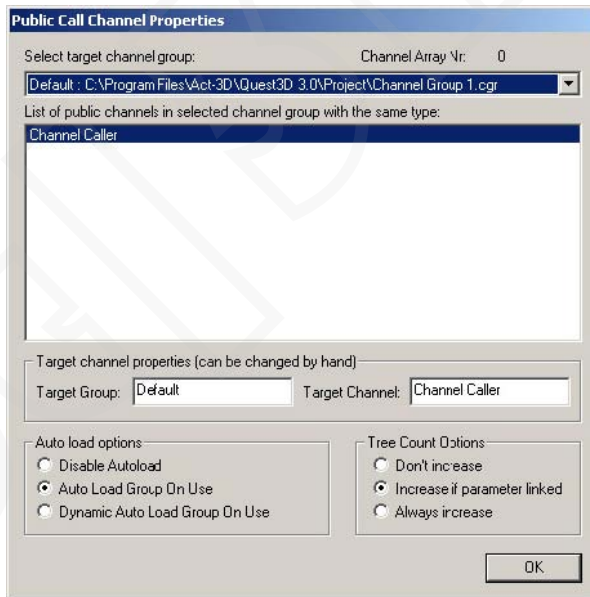 Public Call Channel Properties
Select target channel group: Channel Array Nr: 0
Default : C:\Program Files\Act-3D\Quest3D 3.0\Project\Channel Group 1.cgr
List of public channels in selected channel group with the same type:
Channel Caller
Target channel properties (can be changed by hand)
Target Group: Default Target Channel: Channel Caller
Auto load options Tree Count Options
Disable Autoload Don't increase
Auto Load Group On Use Increase if parameter linked
Dynamic Auto Load Group On Use Always increase
OK